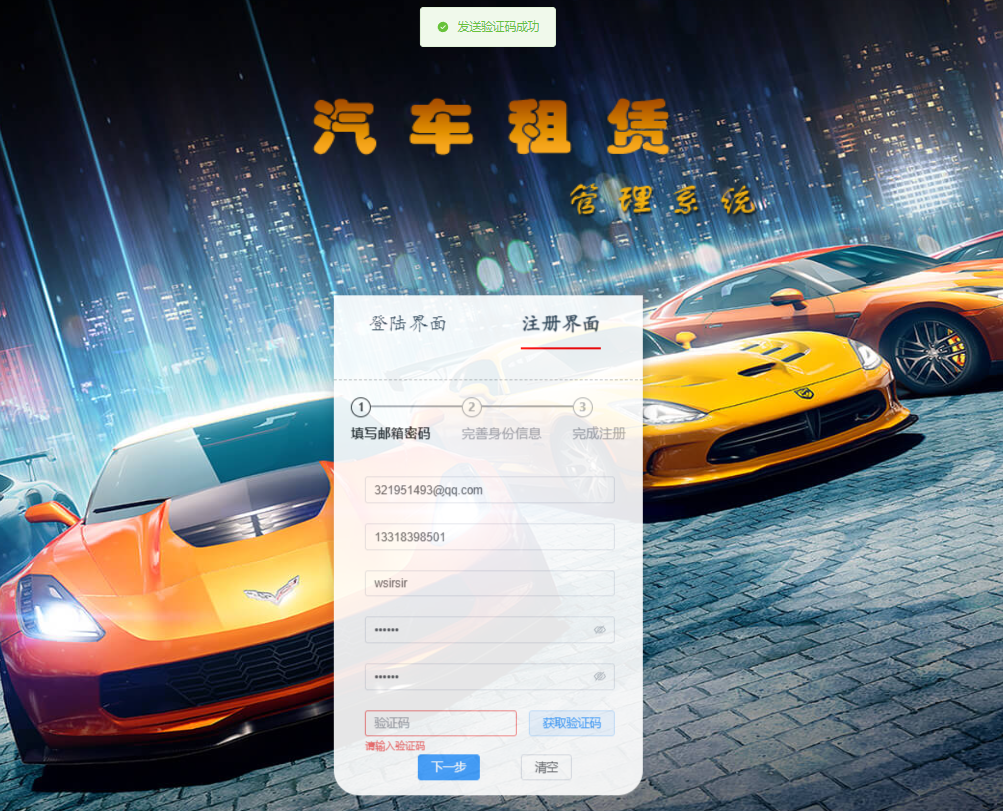 发送验证码成功
汽车租赁
管理系统
登陆界面 注册界面
1 2 3
填写邮箱密码 完善身份信息 完成注册
321951493@qq.com
13318398501
wsirsir
••••••
••••••
验证码 获取验证码
请输入验证码
下一步 清空